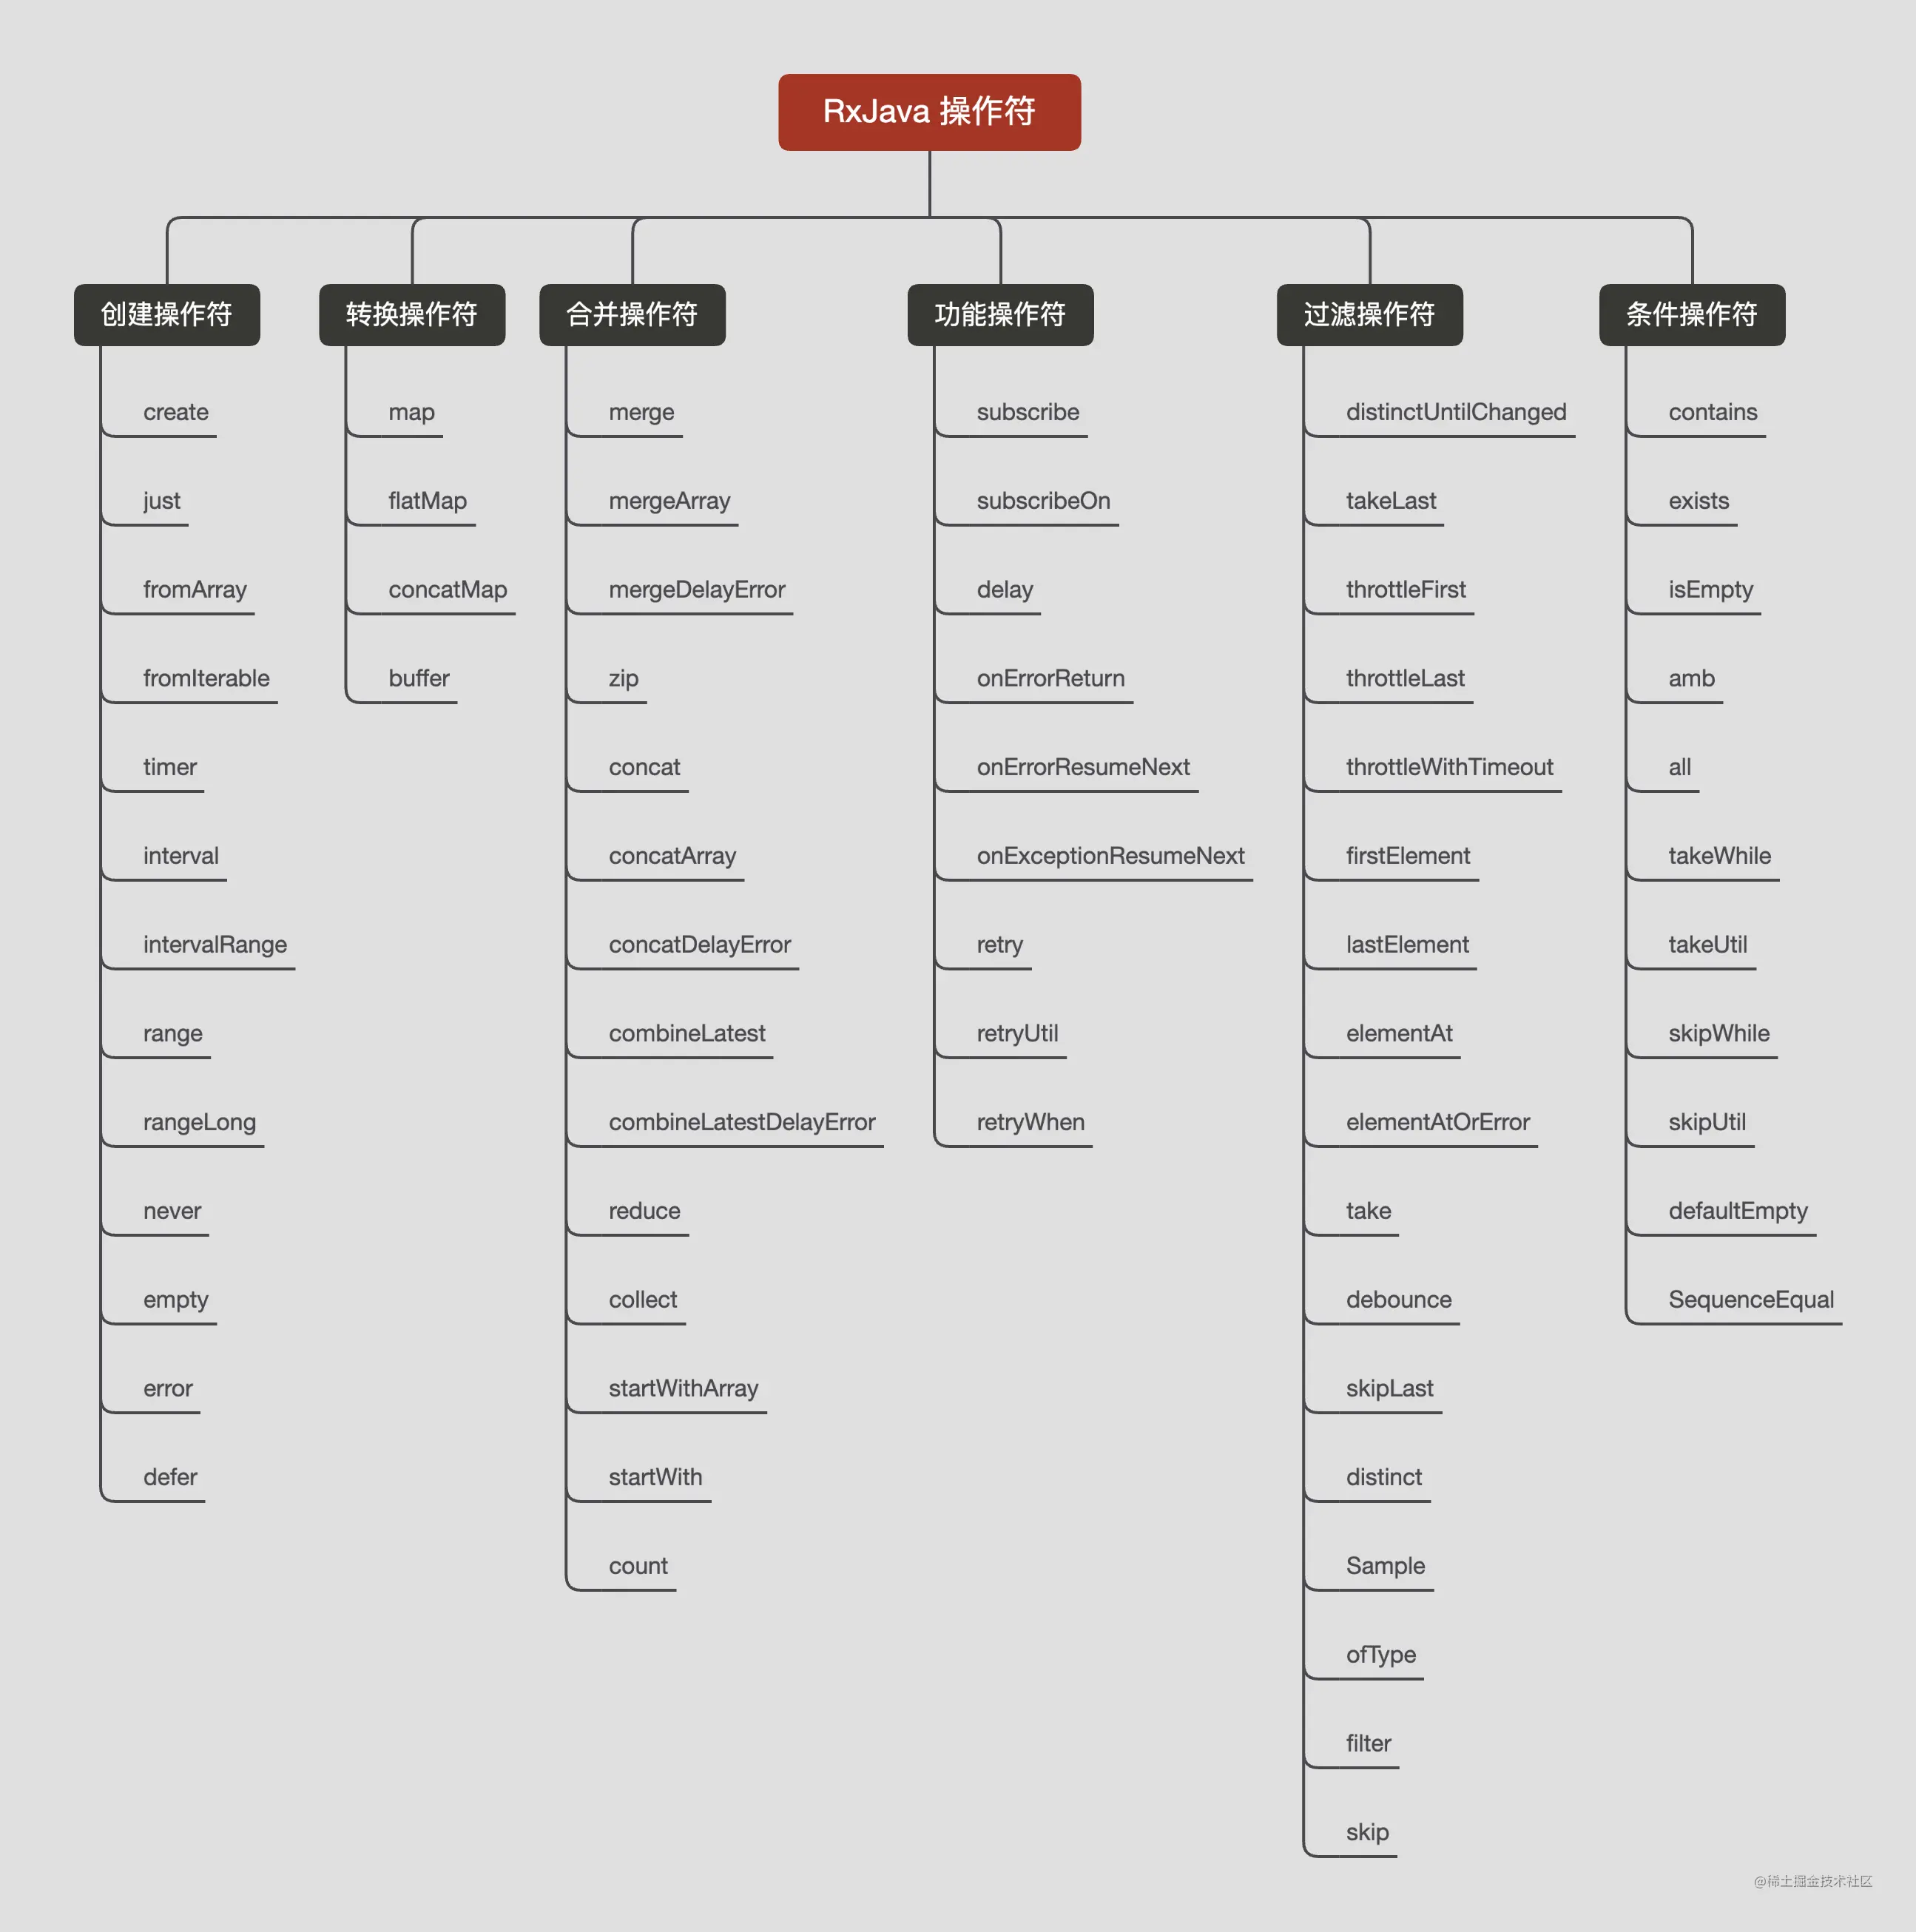 RxJava 操作符
创建操作符
create
just
fromArray
fromIterable
timer
interval
intervalRange
range
rangeLong
never
empty
error
defer
转换操作符
map
flatMap
concatMap
buffer
合并操作符
merge
mergeArray
mergeDelayError
zip
concat
concatArray
concatDelayError
combineLatest
combineLatestDelayError
reduce
collect
startWithArray
startWith
count
功能操作符
subscribe
subscribeOn
delay
onErrorReturn
onErrorResumeNext
onExceptionResumeNext
retry
retryUtil
retryWhen
过滤操作符
distinctUntilChanged
takeLast
throttleFirst
throttleLast
throttleWithTimeout
firstElement
lastElement
elementAt
elementAtOrError
take
debounce
skipLast
distinct
Sample
ofType
filter
skip
条件操作符
contains
exists
isEmpty
amb
all
takeWhile
takeUtil
skipWhile
skipUtil
defaultEmpty
SequenceEqual
@稀土掘金技术社区